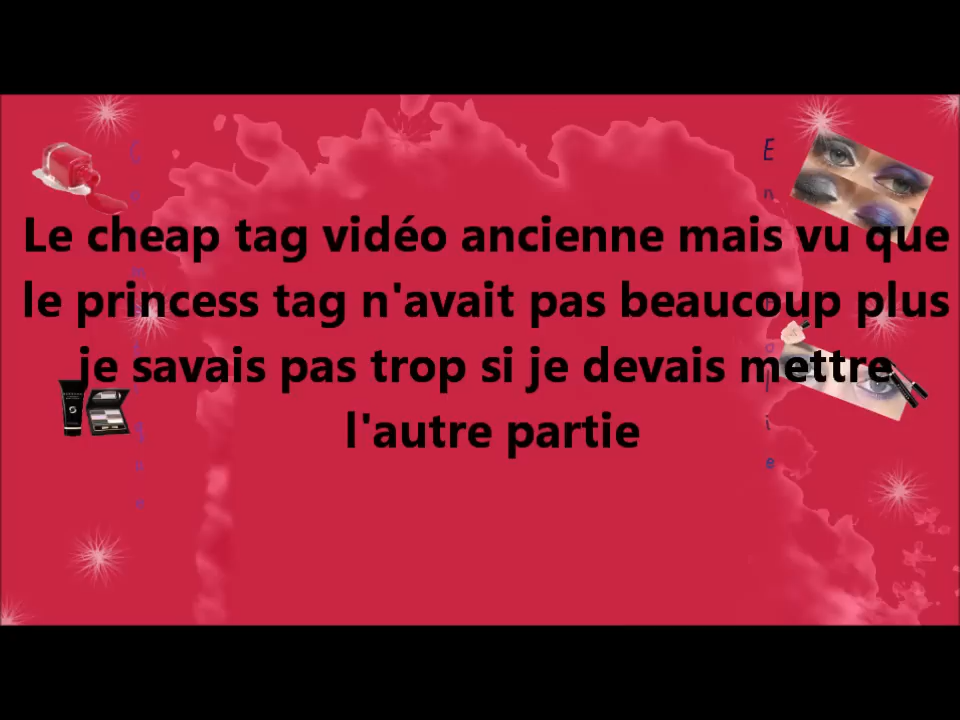 Le cheap tag vidéo ancienne mais vu que
le princess tag n'avait pas beaucoup plus
je savais pas trop si je devais mettre
l'autre partie